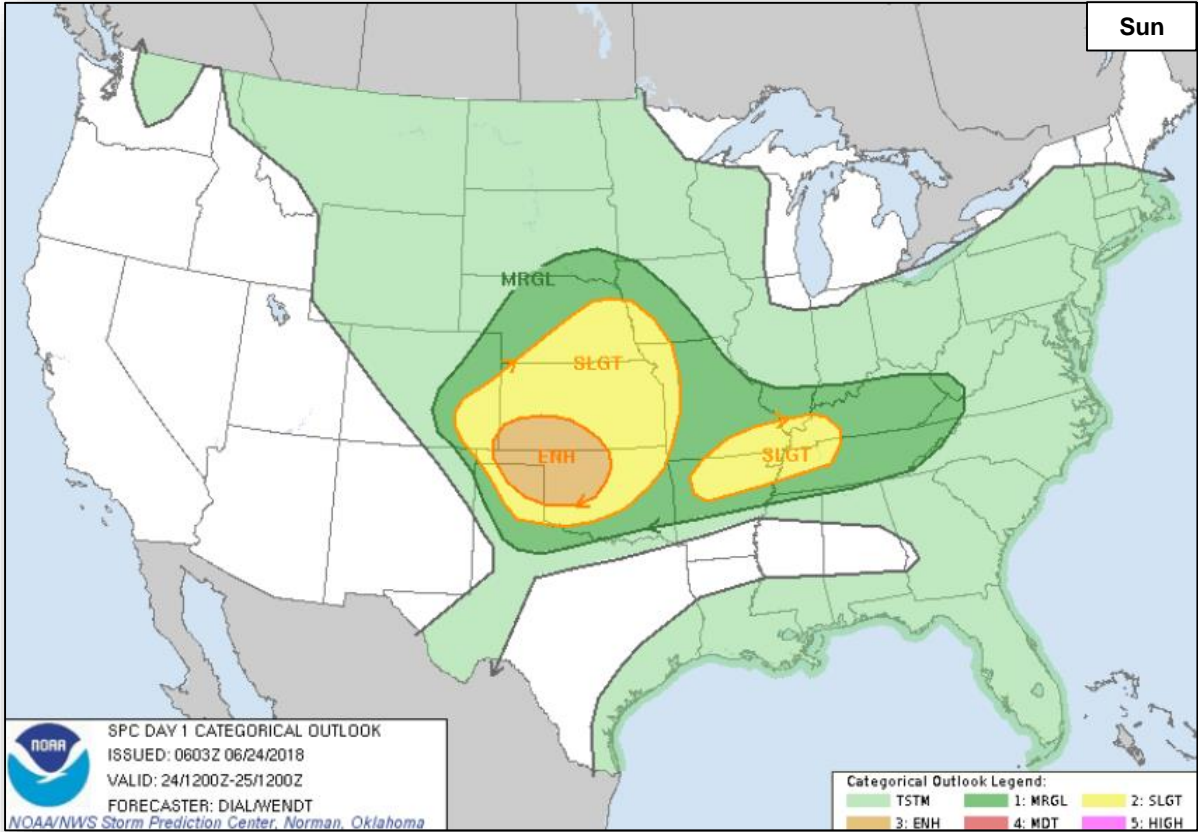 Sun
MRGL
SLGT
ENH
SLGT
NOAA
SPC DAY 1 CATEGORICAL OUTLOOK
ISSUED: 0603Z 06/24/2018
VALID: 24/1200Z-25/1200Z
FORECASTER: DIAL/WENDT
NOAA/NWS Storm Prediction Center, Norman, Oklahoma
Categorical Outlook Legend:
TSTM 1: MRGL 2: SLGT
3: ENH 4: MDT 5: HIGH